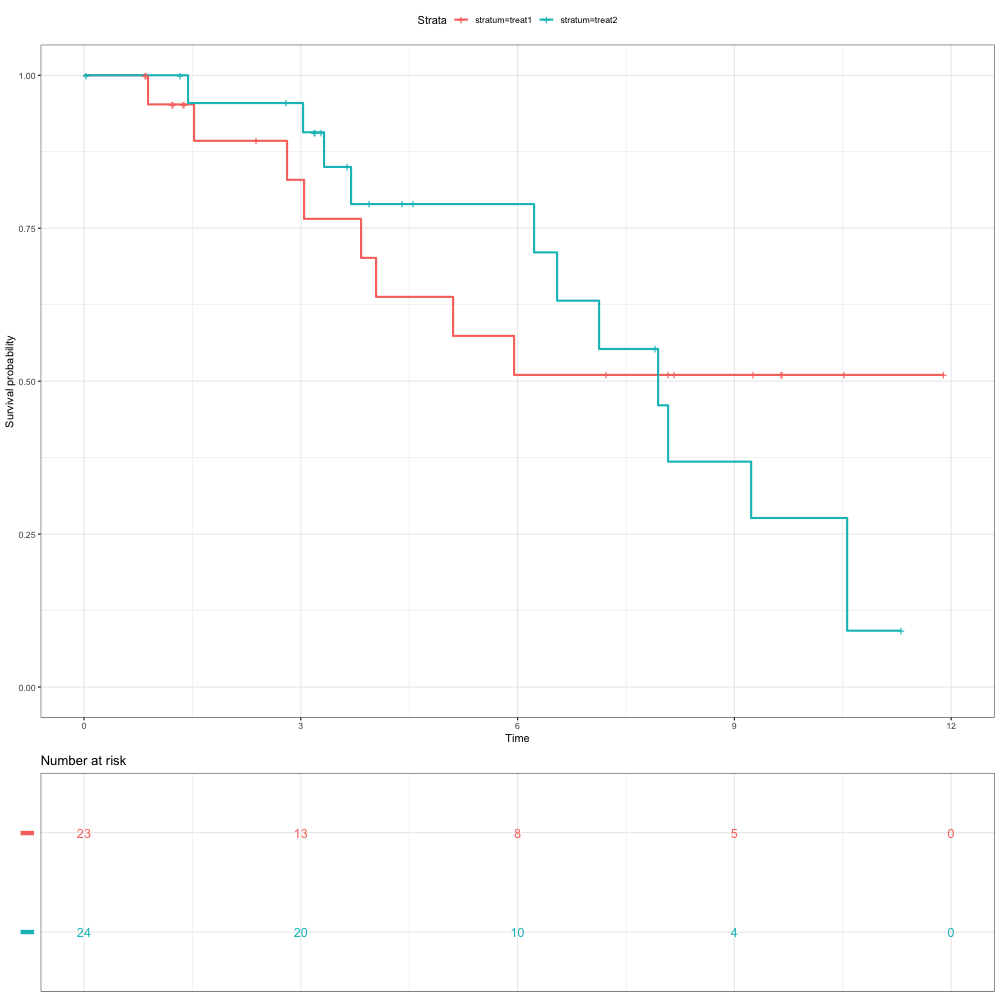 Strata stratum=treat1 stratum=treat2
1.00
0.75
0.50
0.25
0.00
Survival probability
0 3 6 9 12
Time
Number at risk
23 13 8 5 0
24 20 10 4 0